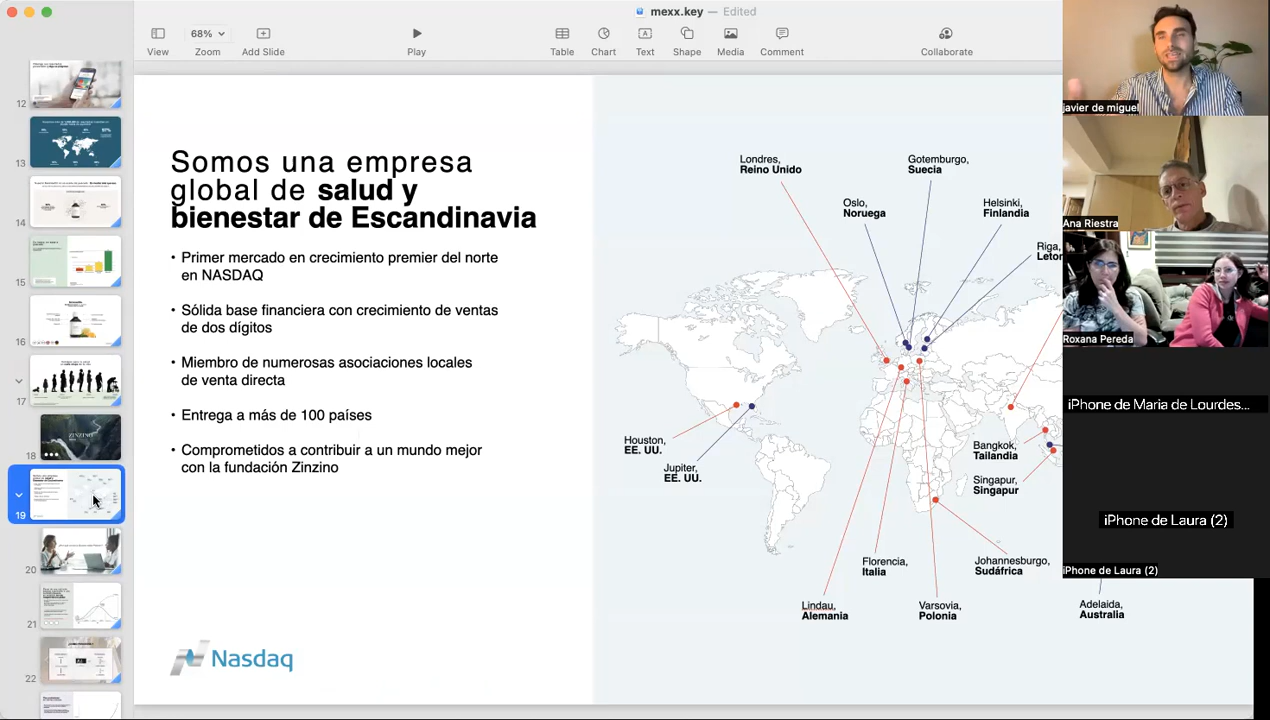 mexx.key — Edited
View
68%
Zoom
Add Slide
Play
Table
Chart
Text
Shape
Media
Comment
Collaborate
12
13
14
15
16
17
18
19
20
21
22
ZINZINO
Somos una empresa
global de salud y
bienestar de Escandinavia
• Primer mercado en crecimiento premier del norte
en NASDAQ
• Sólida base financiera con crecimiento de ventas
de dos dígitos
• Miembro de numerosas asociaciones locales
de venta directa
• Entrega a más de 100 países
• Comprometidos a contribuir a un mundo mejor
con la fundación Zinzino
Nasdaq
Londres,
Reino Unido
Gotemburgo,
Suecia
Oslo,
Noruega
Helsinki,
Finlandia
Riga,
Leton
Houston,
EE. UU.
Jupiter,
EE. UU.
Bangkok,
Tailandia
Singapur,
Singapur
Florencia,
Italia
Johannesburgo,
Sudáfrica
Lindau,
Alemania
Varsovia,
Polonia
Adelaida,
Australia
javier de miguel
Ana Riestra
Roxana Pereda
iPhone de Maria de Lourdes...
iPhone de Laura (2)
iPhone de Laura (2)